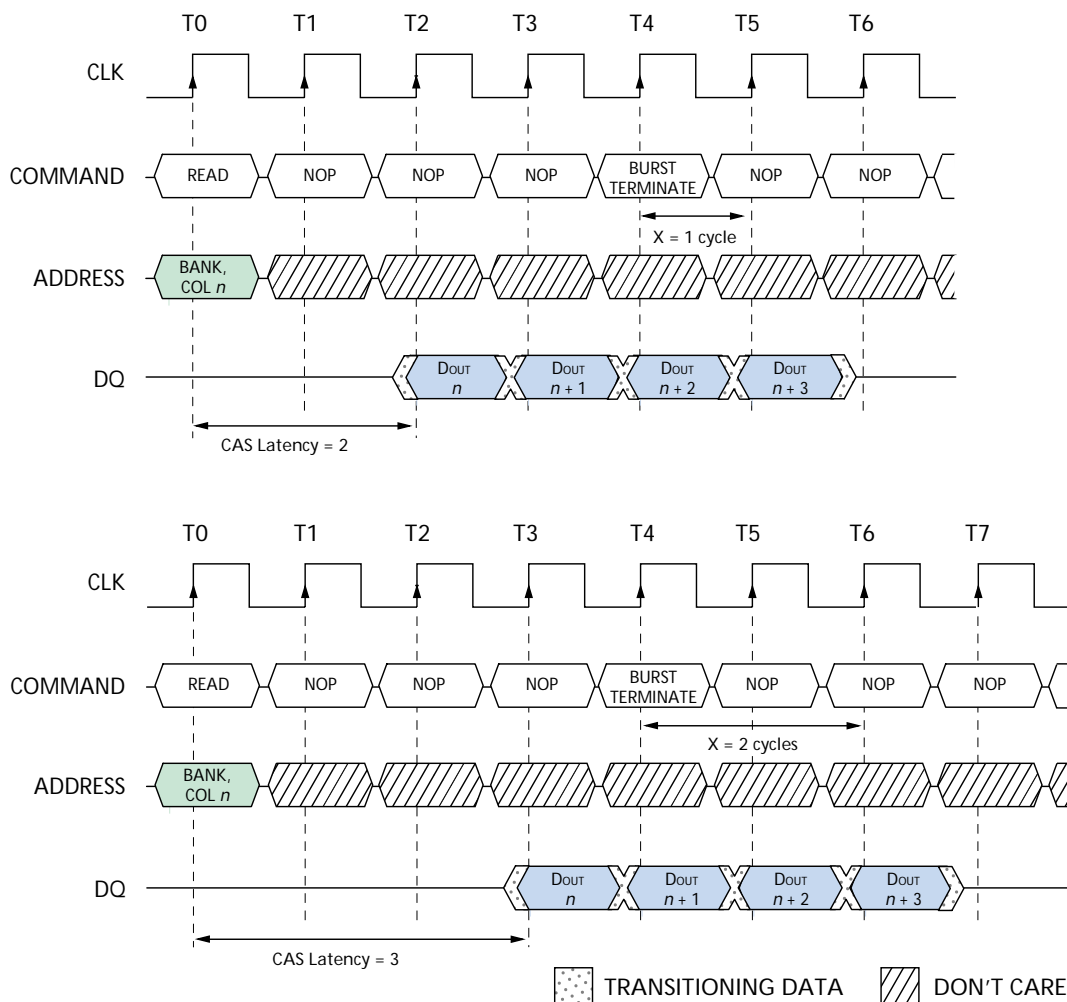 T0 T1 T2 T3 T4 T5 T6
CLK
COMMAND READ NOP NOP NOP BURST TERMINATE NOP NOP
X = 1 cycle
ADDRESS BANK, COL n
DQ DOUT n DOUT n + 1 DOUT n + 2 DOUT n + 3
CAS Latency = 2
T0 T1 T2 T3 T4 T5 T6 T7
CLK
COMMAND READ NOP NOP NOP BURST TERMINATE NOP NOP NOP
X = 2 cycles
ADDRESS BANK, COL n
DQ DOUT n DOUT n + 1 DOUT n + 2 DOUT n + 3
CAS Latency = 3
TRANSITIONING DATA DON'T CARE